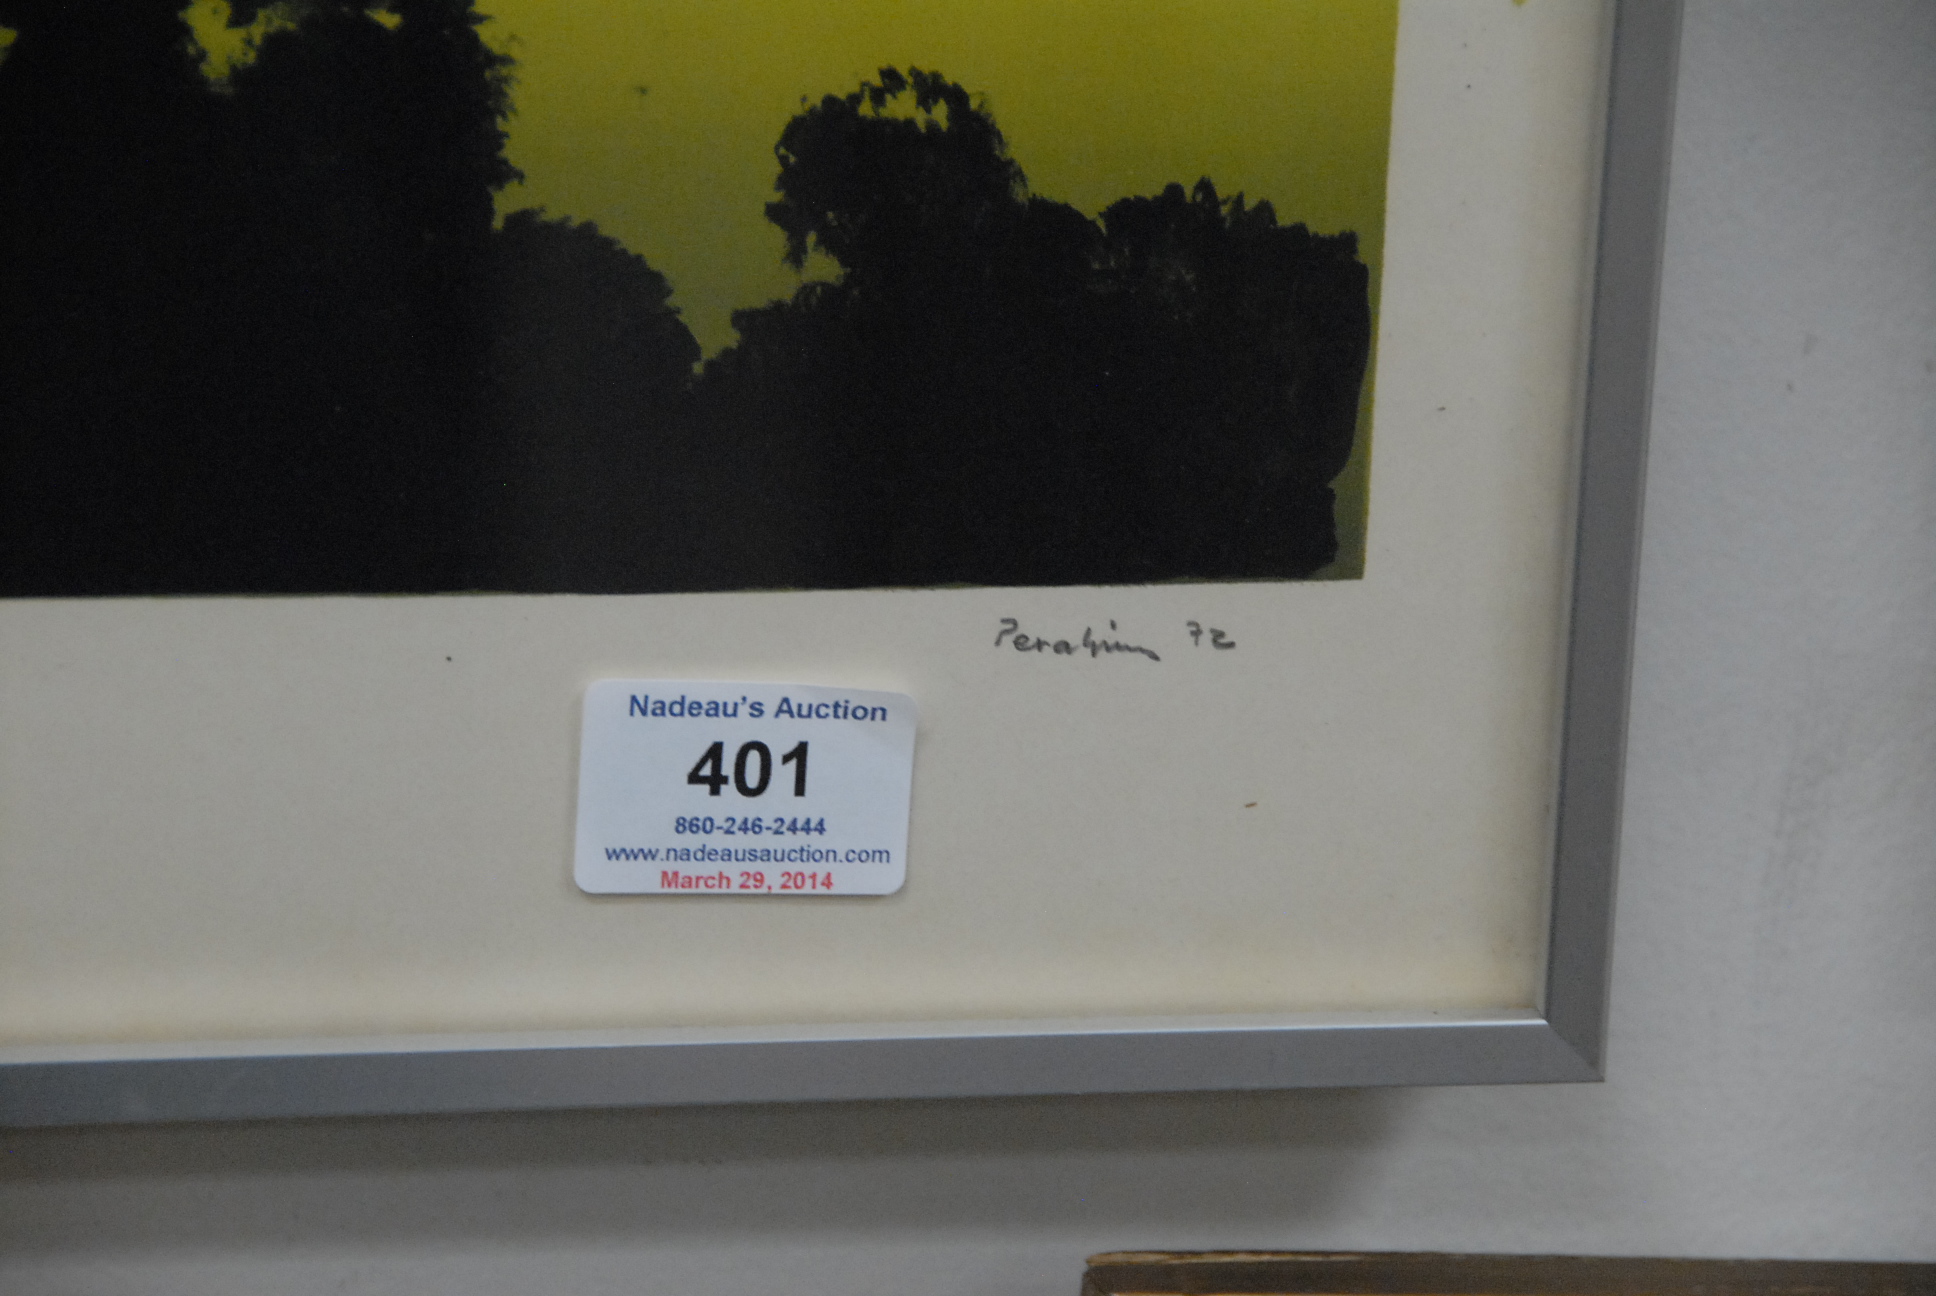 Perahim 72
Nadeau's Auction
401
860-246-2444
www.nadeausauction.com
March 29, 2014